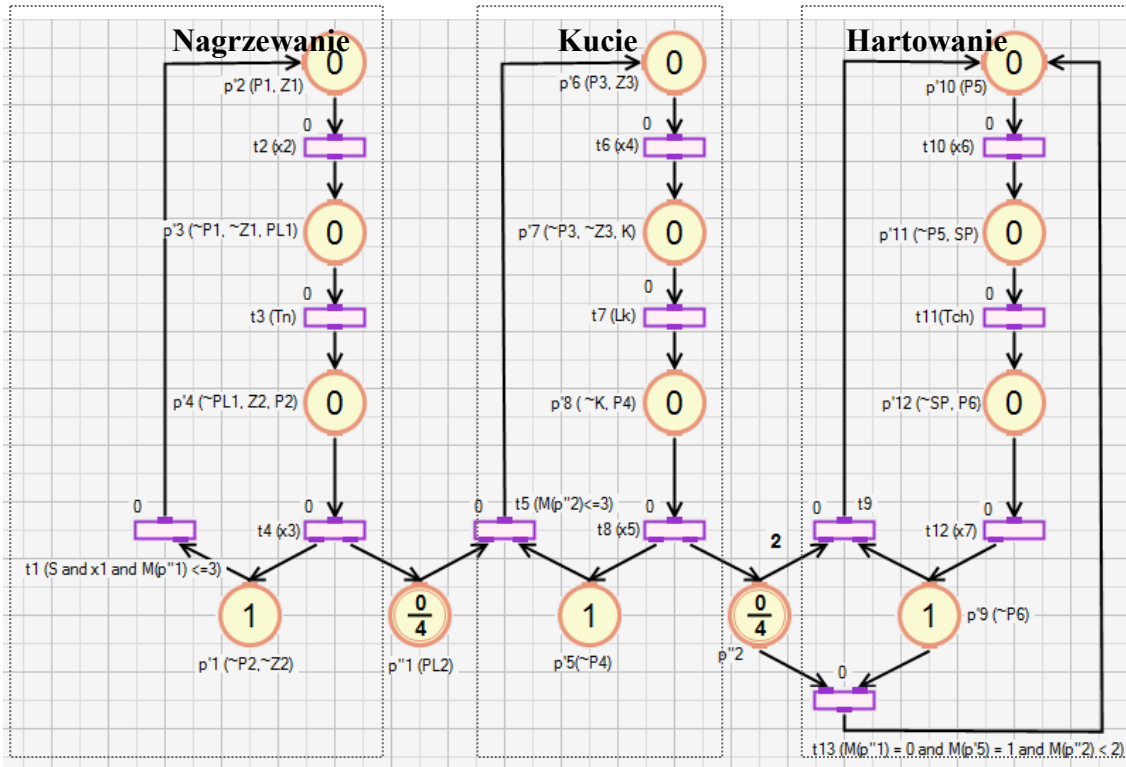 Nagrzewanie Kucie Hartowanie
0 0 0
p'2 (P1, Z1) p'6 (P3, Z3) p'10 (P5)
0 0 0
t2 (x2) t6 (x4) t10 (x6)
p'3 (~P1, ~Z1, PL1) 0 p'7 (~P3, ~Z3, K) 0 p'11 (~P5, SP) 0
0 0 0
t3 (Tn) t7 (Lk) t11(Tch)
p'4 (~PL1, Z2, P2) 0 p'8 ( ~K, P4) 0 p'12 (~SP, P6) 0
0 0 0 t5 (M(p"2)<=3) 0 0 t9 0
t4 (x3) t8 (x5) t12 (x7)
2
t1 (S and x1 and M(p"1) <=3)
1 0 1 0 1 p'9 (~P6)
4 4
p'1 (~P2,~Z2) p"1 (PL2) p'5(~P4) p"2
0
t13 (M(p"1) = 0 and M(p'5) = 1 and M(p"2) < 2)